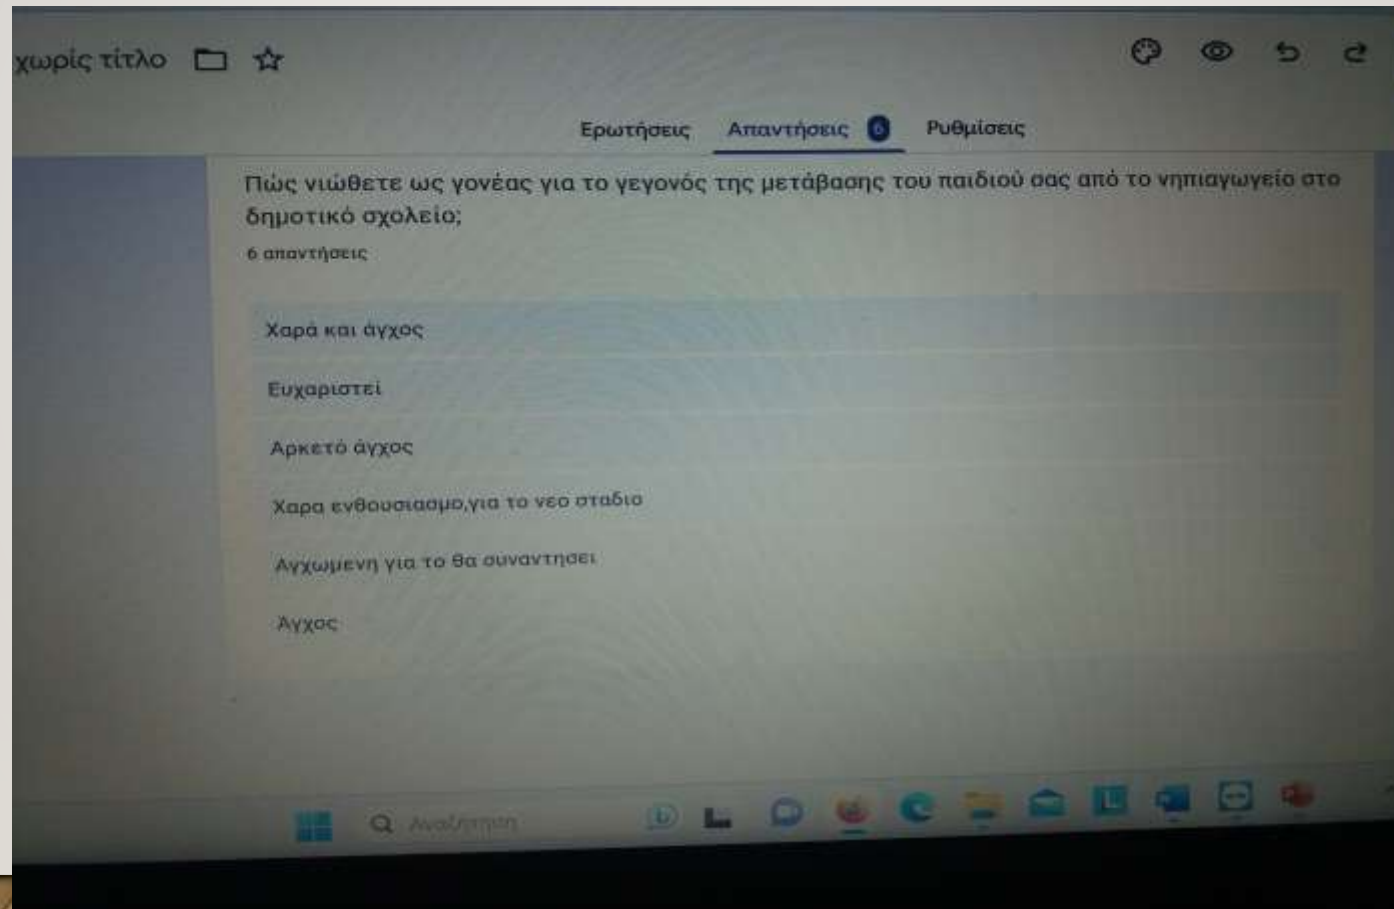 χωρίς τίτλο
Ερωτήσεις Απαντήσεις 6 Ρυθμίσεις
Πώς νιώθετε ως γονέας για το γεγονός της μετάβασης του παιδιού σας από το νηπιαγωγείο στο
δημοτικό σχολείο;
6 απαντήσεις
Χαρά και άγχος
Ευχαριστεί
Αρκετό άγχος
Χαρα ενθουσιασμο,για το νεο σταδιο
Αγχωμενη για το θα συναντησει
Άγχος
Αναζήτηση